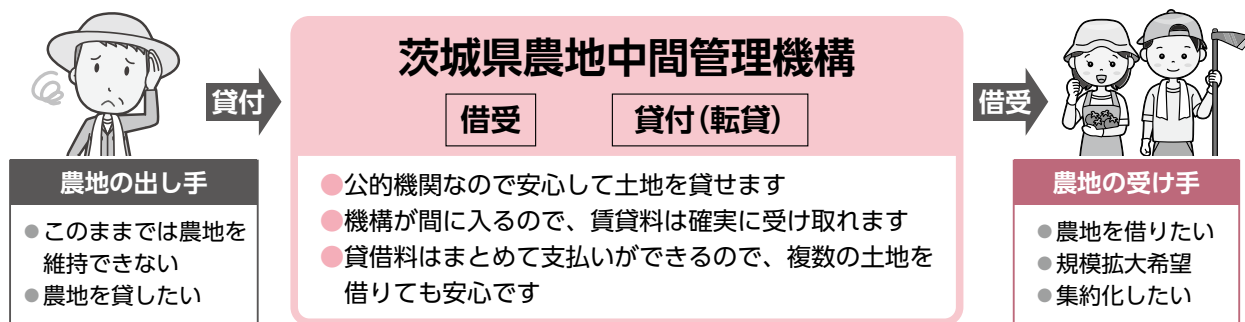 貸付
農地の出し手
●このままでは農地を
維持できない
●農地を貸したい
茨城県農地中間管理機構
借受
貸付(転貸)
●公的機関なので安心して土地を貸せます
●機構が間に入るので、賃貸料は確実に受け取れます
●貸借料はまとめて支払いができるので、複数の土地を
借りても安心です
借受
農地の受け手
●農地を借りたい
●規模拡大希望
●集約化したい